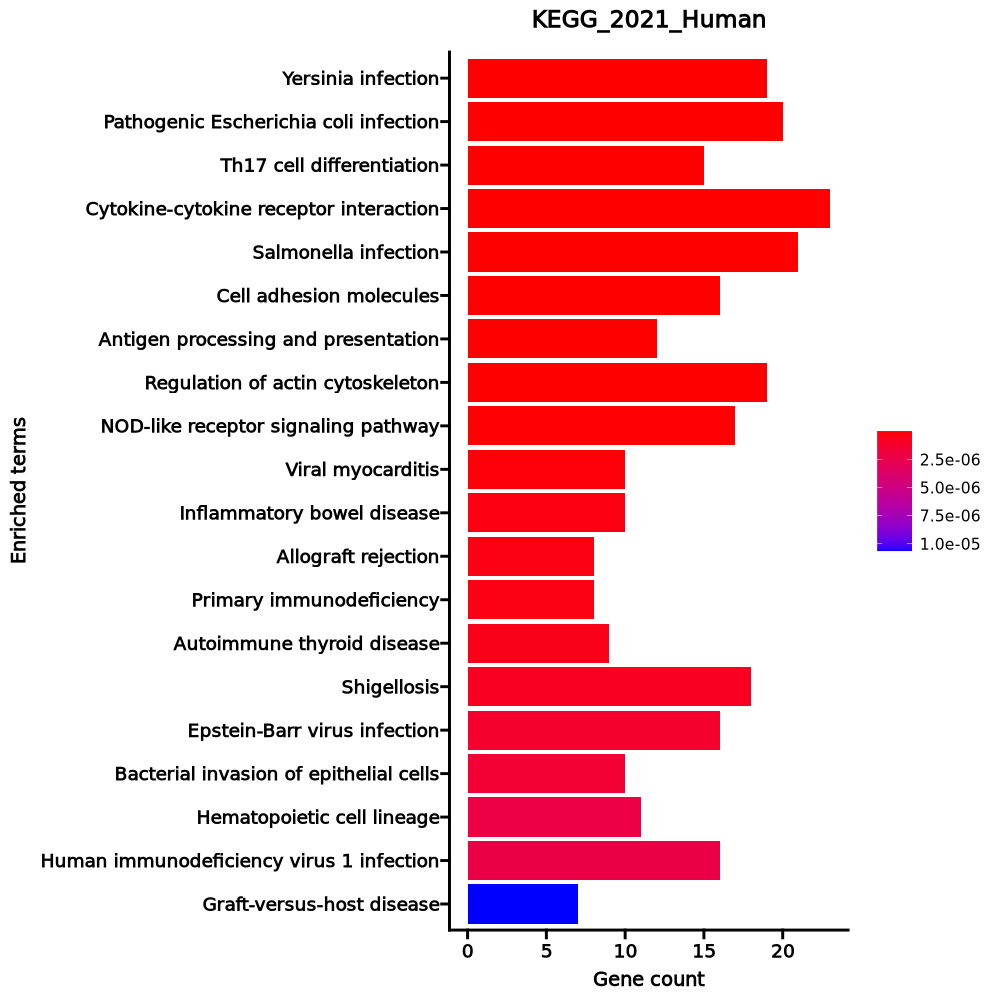 KEGG_2021_Human
Yersinia infection
Pathogenic Escherichia coli infection
Th17 cell differentiation
Cytokine-cytokine receptor interaction
Salmonella infection
Cell adhesion molecules
Antigen processing and presentation
Regulation of actin cytoskeleton
NOD-like receptor signaling pathway
Viral myocarditis
Inflammatory bowel disease
Allograft rejection
Primary immunodeficiency
Autoimmune thyroid disease
Shigellosis
Epstein-Barr virus infection
Bacterial invasion of epithelial cells
Hematopoietic cell lineage
Human immunodeficiency virus 1 infection
Graft-versus-host disease
Enriched terms
0 5 10 15 20
Gene count
2.5e-06
5.0e-06
7.5e-06
1.0e-05